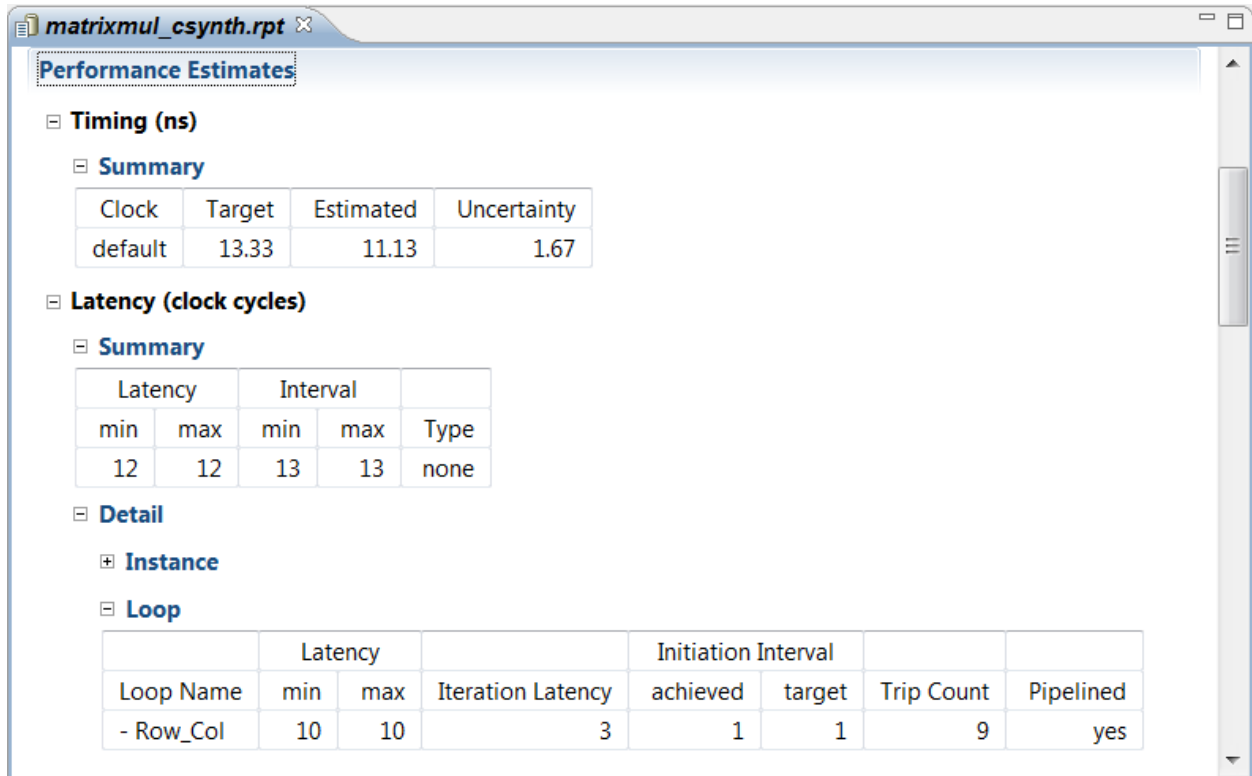 matrixmul_csynth.rpt
Performance Estimates
Timing (ns)
Summary
Clock Target Estimated Uncertainty
default 13.33 11.13 1.67
Latency (clock cycles)
Summary
Latency Interval
min max min max Type
12 12 13 13 none
Detail
Instance
Loop
Latency Initiation Interval
Loop Name min max Iteration Latency achieved target Trip Count Pipelined
- Row_Col 10 10 3 1 1 9 yes